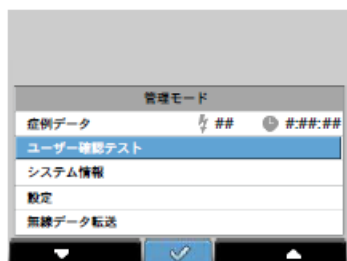 管理モード
症例データ ## #:##:##
ユーザー確認テスト
システム情報
設定
無線データ転送